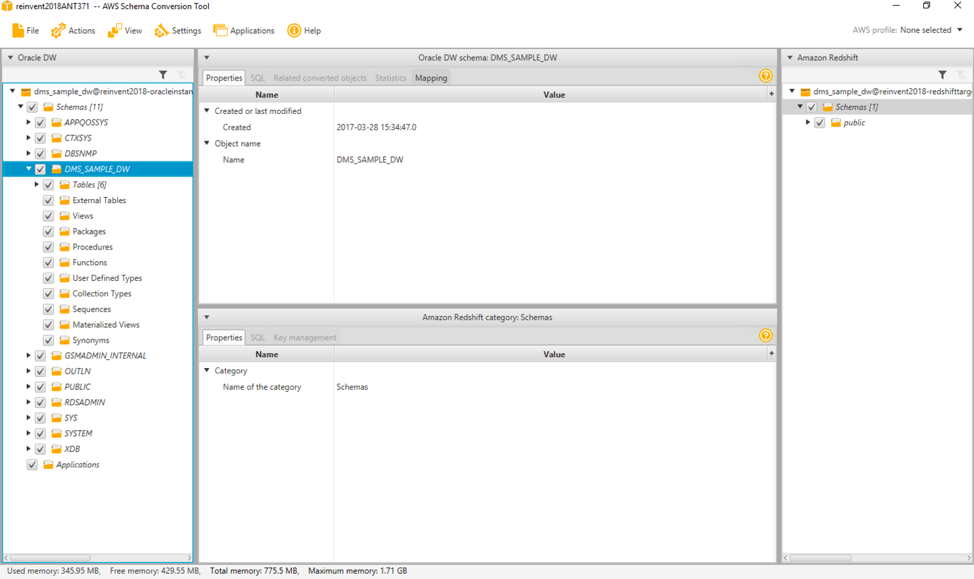 reinvent2018ANT371 -- AWS Schema Conversion Tool
File Actions View Settings Applications Help
AWS profile: None selected
Oracle DW
dms_sample_dw@reinvent2018-oracleinstan
Schemas [11]
APPQOSSYS
CTXSYS
DBSNMP
DMS_SAMPLE_DW
Tables [6]
External Tables
Views
Packages
Procedures
Functions
User Defined Types
Collection Types
Sequences
Materialized Views
Synonyms
GSMADMIN_INTERNAL
OUTLN
PUBLIC
RDSADMIN
SYS
SYSTEM
XDB
Applications
Oracle DW schema: DMS_SAMPLE_DW
Properties SQL Related converted objects Statistics Mapping
?
Name Value +
Created or last modified
Created 2017-03-28 15:34:47.0
Object name
Name DMS_SAMPLE_DW
Amazon Redshift category: Schemas
Properties SQL Key management
?
Name Value +
Category
Name of the category Schemas
Amazon Redshift
dms_sample_dw@reinvent2018-redshifttarg
Schemas [1]
public
Used memory: 345.95 MB, Free memory: 429.55 MB, Total memory: 775.5 MB, Maximum memory: 1.71 GB